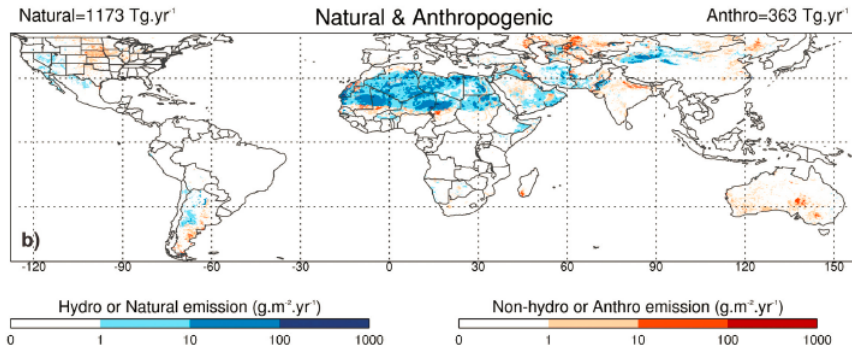 Natural=1173 Tg.yr⁻¹ Natural & Anthropogenic Anthro=363 Tg.yr⁻¹
b)
-120 -90 -60 -30 0 30 60 90 120 150
Hydro or Natural emission (g.m⁻².yr⁻¹) Non-hydro or Anthro emission (g.m⁻².yr⁻¹)
0 1 10 100 1000 0 1 10 100 1000